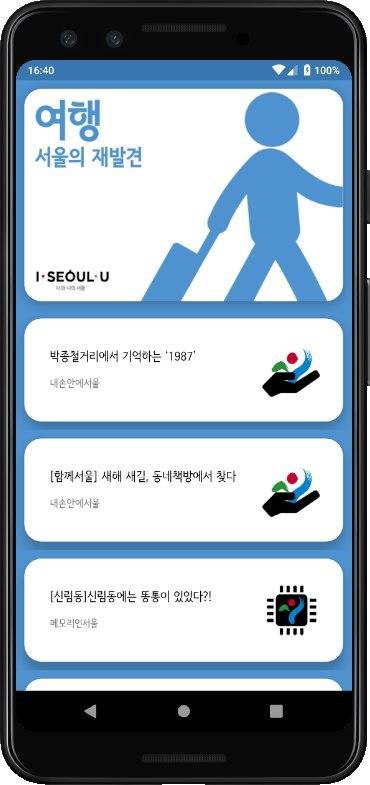 16:40
100%
여행
서울의 재발견
I·SEOUL·U
너와 나의 서울
박종철거리에서 기억하는 '1987'
내손안에서울
[함께서울] 새해 새길, 동네책방에서 찾다
내손안에서울
[신림동]신림동에는 똥통이 있었다?!
메모리인서울